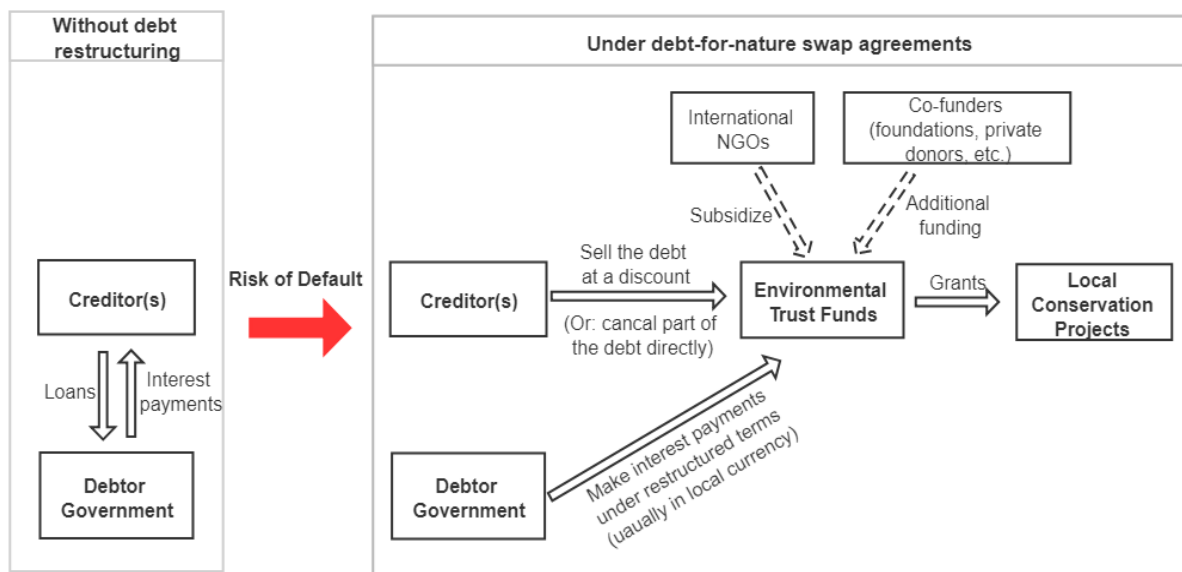 Without debt
restructuring
Creditor(s)
Loans
Interest
payments
Debtor
Government
Risk of Default
Under debt-for-nature swap agreements
International
NGOs
Co-funders
(foundations, private
donors, etc.)
Subsidize
Additional
funding
Creditor(s)
Sell the debt
at a discount
(Or: cancal part of
the debt directly)
Environmental
Trust Funds
Grants
Local
Conservation
Projects
Debtor
Government
Make interest payments
under restructured terms
(uaually in local currency)